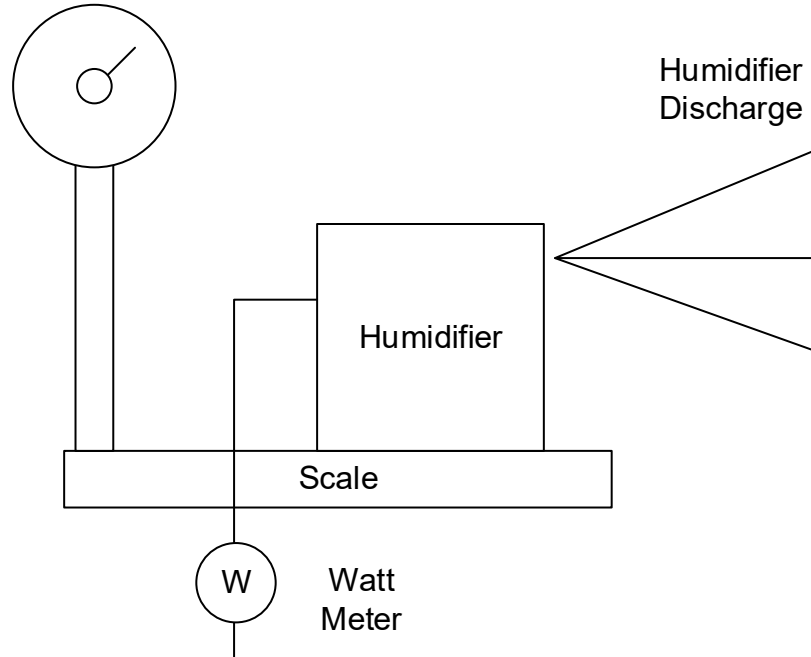 Humidifier
Discharge
Humidifier
Scale
W
Watt
Meter